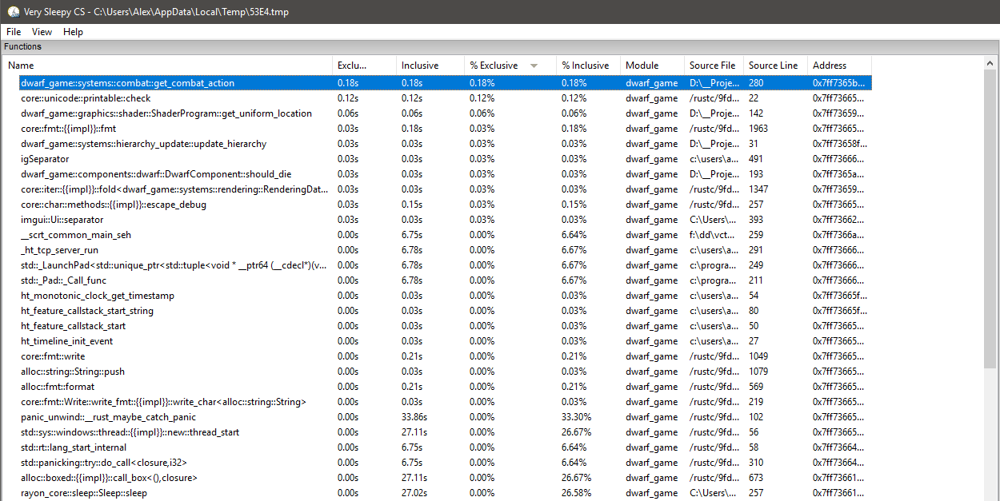 Very Sleepy CS - C:\Users\Alex\AppData\Local\Temp\53E4.tmp
File View Help
Functions
Name Exclu... Inclusive % Exclusive % Inclusive Module Source File Source Line Address
dwarf_game::systems::combat::get_combat_action 0.18s 0.18s 0.18% 0.18% dwarf_game D:\__Proje... 280 0x7ff7365b...
core::unicode::printable::check 0.12s 0.12s 0.12% 0.12% dwarf_game /rustc/9fd... 22 0x7ff73665...
dwarf_game::graphics::shader::ShaderProgram::get_uniform_location 0.06s 0.06s 0.06% 0.06% dwarf_game D:\__Proje... 142 0x7ff73659...
core::fmt::{{impl}}::fmt 0.03s 0.18s 0.03% 0.18% dwarf_game /rustc/9fd... 1963 0x7ff73665...
dwarf_game::systems::hierarchy_update::update_hierarchy 0.03s 0.03s 0.03% 0.03% dwarf_game D:\__Proje... 31 0x7ff73658f...
igSeparator 0.03s 0.03s 0.03% 0.03% dwarf_game c:\users\a... 491 0x7ff73666...
dwarf_game::components::dwarf::DwarfComponent::should_die 0.03s 0.03s 0.03% 0.03% dwarf_game D:\__Proje... 193 0x7ff7365a...
core::iter::{{impl}}::fold<dwarf_game::systems::rendering::RenderingDat... 0.03s 0.03s 0.03% 0.03% dwarf_game /rustc/9fd... 1347 0x7ff73659...
core::char::methods::{{impl}}::escape_debug 0.03s 0.15s 0.03% 0.15% dwarf_game /rustc/9fd... 257 0x7ff73665...
imgui::Ui::separator 0.03s 0.03s 0.03% 0.03% dwarf_game C:\Users\... 393 0x7ff73662...
__scrt_common_main_seh 0.00s 6.75s 0.00% 6.64% dwarf_game f:\dd\vct... 259 0x7ff7366a...
_ht_tcp_server_run 0.00s 6.78s 0.00% 6.67% dwarf_game c:\users\a... 291 0x7ff73666...
std::_LaunchPad<std::unique_ptr<std::tuple<void * __ptr64 (__cdecl*)(v... 0.00s 6.78s 0.00% 6.67% dwarf_game c:\progra... 249 0x7ff73666...
std::_Pad::_Call_func 0.00s 6.78s 0.00% 6.67% dwarf_game c:\progra... 211 0x7ff73666...
ht_monotonic_clock_get_timestamp 0.00s 0.03s 0.00% 0.03% dwarf_game c:\users\a... 54 0x7ff73665f...
ht_feature_callstack_start_string 0.00s 0.03s 0.00% 0.03% dwarf_game c:\users\a... 80 0x7ff73665f...
ht_feature_callstack_start 0.00s 0.03s 0.00% 0.03% dwarf_game c:\users\a... 50 0x7ff73665...
ht_timeline_init_event 0.00s 0.03s 0.00% 0.03% dwarf_game c:\users\a... 27 0x7ff73665...
core::fmt::write 0.00s 0.21s 0.00% 0.21% dwarf_game /rustc/9fd... 1049 0x7ff73665...
alloc::string::String::push 0.00s 0.03s 0.00% 0.03% dwarf_game /rustc/9fd... 1079 0x7ff73665...
alloc::fmt::format 0.00s 0.21s 0.00% 0.21% dwarf_game /rustc/9fd... 569 0x7ff73665...
core::fmt::Write::write_fmt::{{impl}}::write_char<alloc::string::String> 0.00s 0.03s 0.00% 0.03% dwarf_game /rustc/9fd... 219 0x7ff73665...
panic_unwind::__rust_maybe_catch_panic 0.00s 33.86s 0.00% 33.30% dwarf_game /rustc/9fd... 102 0x7ff73665...
std::sys::windows::thread::{{impl}}::new::thread_start 0.00s 27.11s 0.00% 26.67% dwarf_game /rustc/9fd... 56 0x7ff73665...
std::rt::lang_start_internal 0.00s 6.75s 0.00% 6.64% dwarf_game /rustc/9fd... 58 0x7ff73664...
std::panicking::try::do_call<closure,i32> 0.00s 6.75s 0.00% 6.64% dwarf_game /rustc/9fd... 310 0x7ff73664...
alloc::boxed::{{impl}}::call_box<(),closure> 0.00s 27.11s 0.00% 26.67% dwarf_game /rustc/9fd... 673 0x7ff73661...
rayon_core::sleep::Sleep::sleep 0.00s 27.02s 0.00% 26.58% dwarf_game C:\Users\... 257 0x7ff73661...